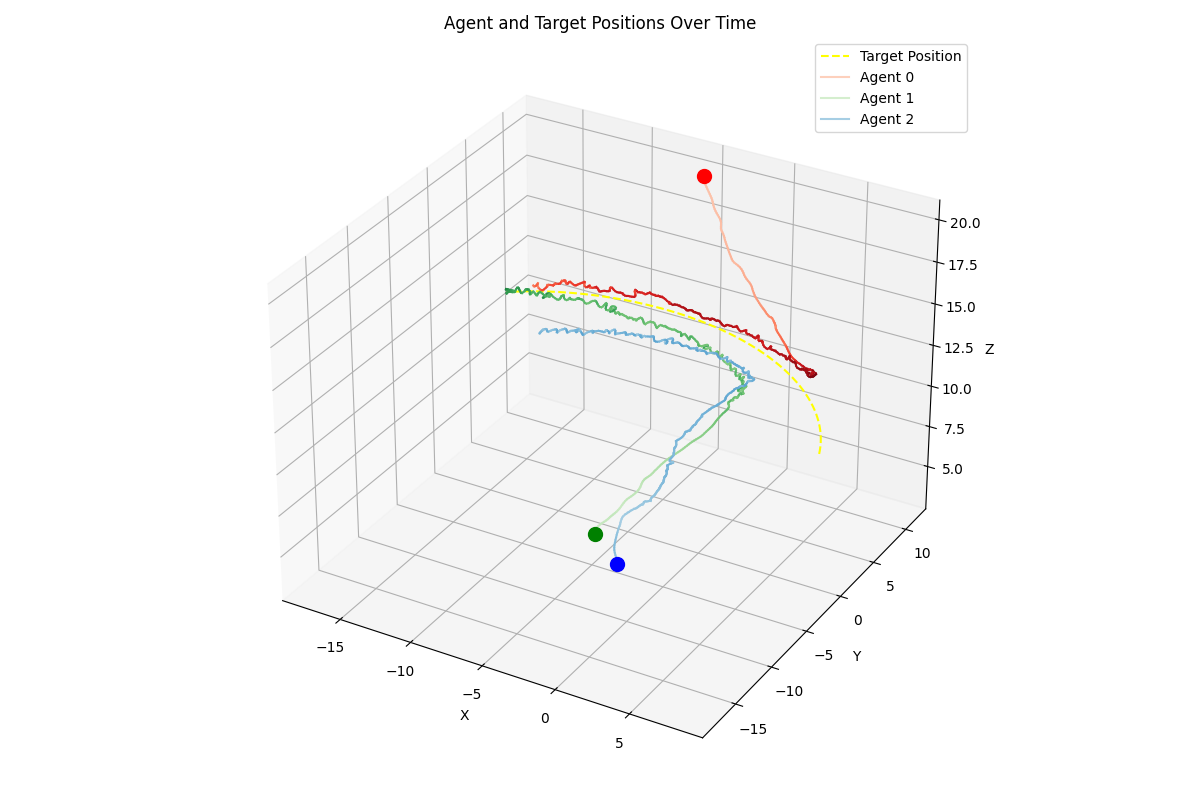 Agent and Target Positions Over Time
Target Position
Agent 0
Agent 1
Agent 2
20.0
17.5
15.0
12.5
10.0
7.5
5.0
Z
10
5
0
−5
−10
−15
Y
−15
−10
−5
0
5
X